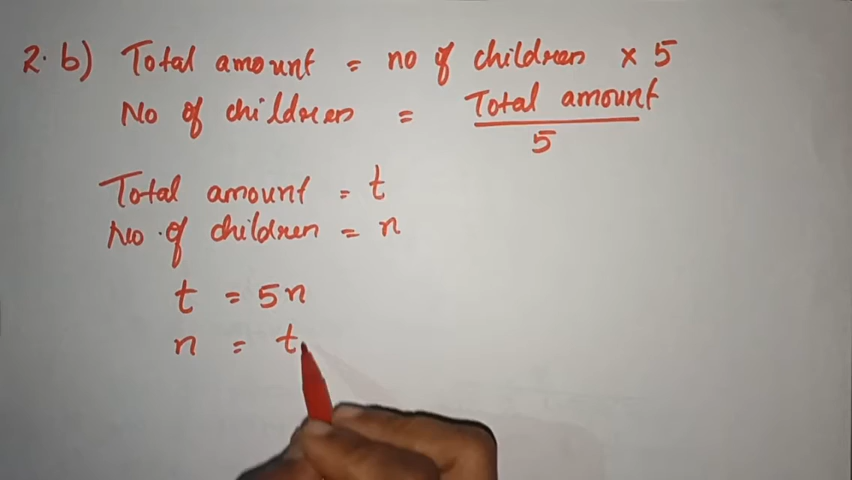 2. b) Total amount = no of children × 5
No of children = Total amount / 5
Total amount = t
No. of children = n
t = 5n
n = t